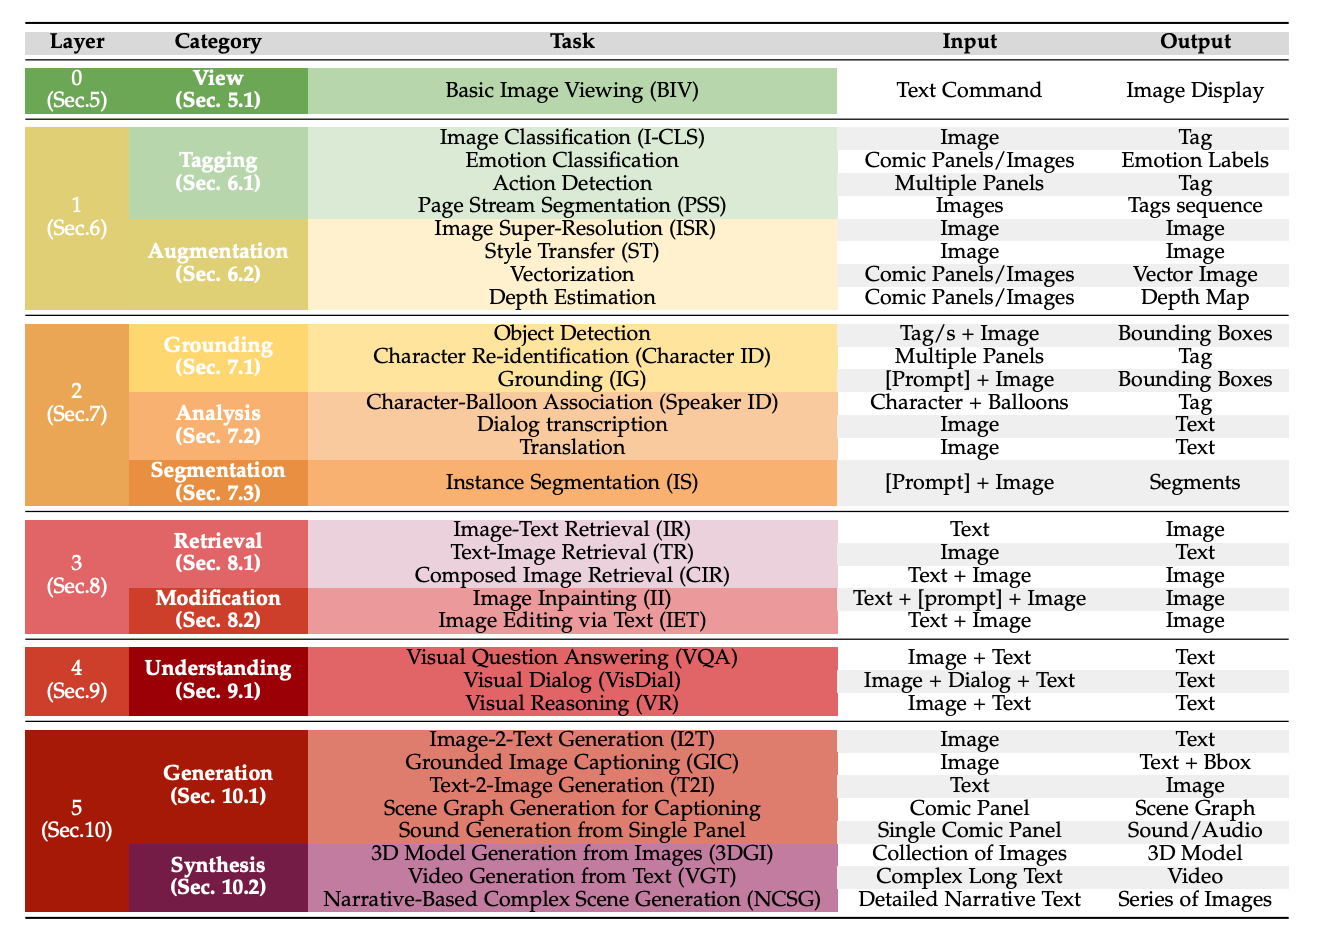 Layer Category Task Input Output
0 (Sec.5) View (Sec. 5.1) Basic Image Viewing (BIV) Text Command Image Display
1 (Sec.6) Tagging (Sec. 6.1) Image Classification (I-CLS) Image Tag
Emotion Classification Comic Panels/Images Emotion Labels
Action Detection Multiple Panels Tag
Page Stream Segmentation (PSS) Images Tags sequence
Augmentation (Sec. 6.2) Image Super-Resolution (ISR) Image Image
Style Transfer (ST) Image Image
Vectorization Comic Panels/Images Vector Image
Depth Estimation Comic Panels/Images Depth Map
2 (Sec.7) Grounding (Sec. 7.1) Object Detection Tag/s + Image Bounding Boxes
Character Re-identification (Character ID) Multiple Panels Tag
Grounding (IG) [Prompt] + Image Bounding Boxes
Analysis (Sec. 7.2) Character-Balloon Association (Speaker ID) Character + Balloons Tag
Dialog transcription Image Text
Translation Image Text
Segmentation (Sec. 7.3) Instance Segmentation (IS) [Prompt] + Image Segments
3 (Sec.8) Retrieval (Sec. 8.1) Image-Text Retrieval (IR) Text Image
Text-Image Retrieval (TR) Image Text
Composed Image Retrieval (CIR) Text + Image Image
Modification (Sec. 8.2) Image Inpainting (II) Text + [prompt] + Image Image
Image Editing via Text (IET) Text + Image Image
4 (Sec.9) Understanding (Sec. 9.1) Visual Question Answering (VQA) Image + Text Text
Visual Dialog (VisDial) Image + Dialog + Text Text
Visual Reasoning (VR) Image + Text Text
5 (Sec.10) Generation (Sec. 10.1) Image-2-Text Generation (I2T) Image Text
Grounded Image Captioning (GIC) Image Text + Bbox
Text-2-Image Generation (T2I) Text Image
Scene Graph Generation for Captioning Comic Panel Scene Graph
Sound Generation from Single Panel Single Comic Panel Sound/Audio
Synthesis (Sec. 10.2) 3D Model Generation from Images (3DGI) Collection of Images 3D Model
Video Generation from Text (VGT) Complex Long Text Video
Narrative-Based Complex Scene Generation (NCSG) Detailed Narrative Text Series of Images